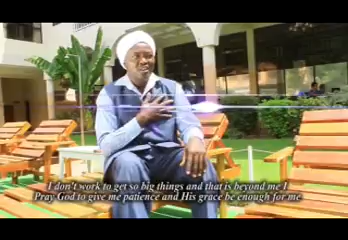 I don't work to get so big things and that is beyond me I
Pray God to give me patience and His grace be enough for me